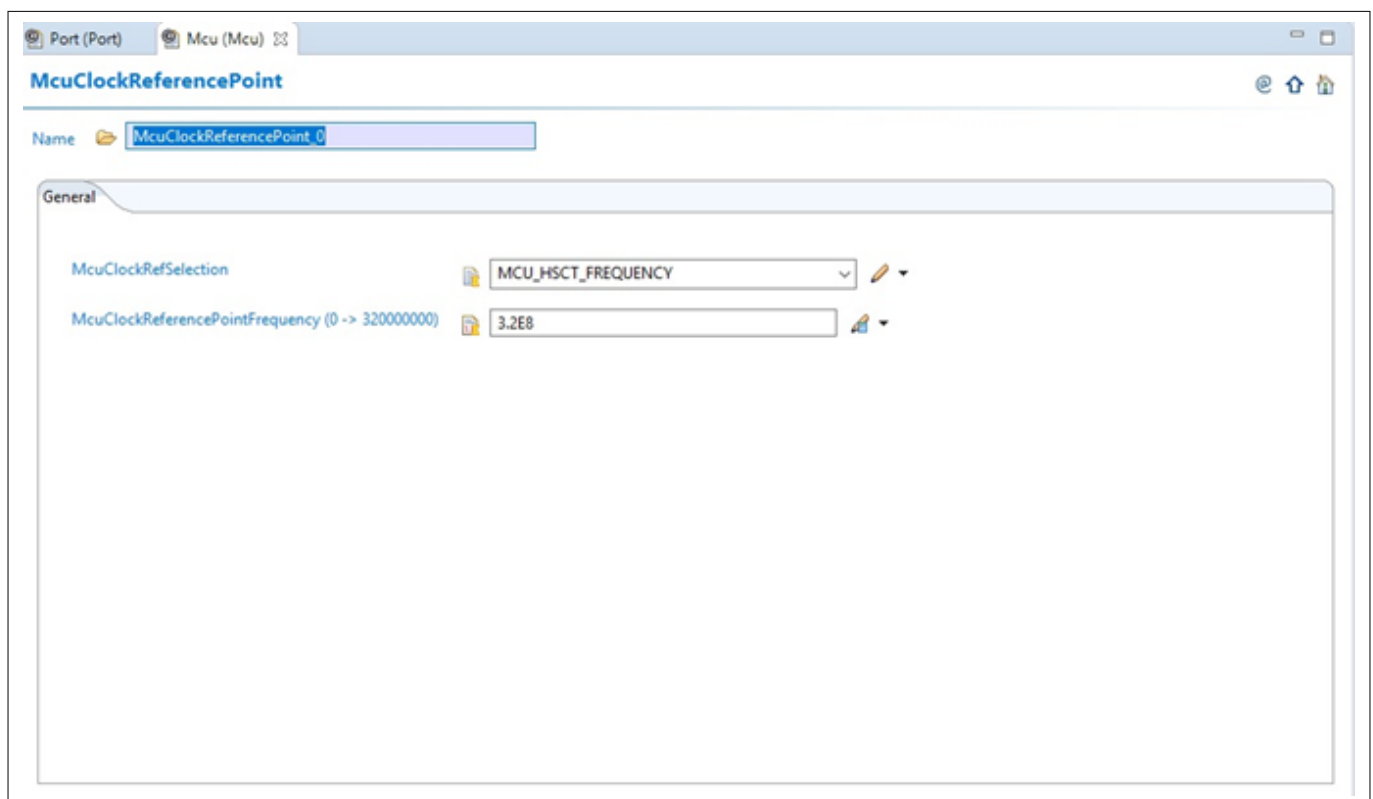 Port (Port) Mcu (Mcu)
McuClockReferencePoint
Name McuClockReferencePoint_0
General
McuClockRefSelection MCU_HSCT_FREQUENCY
McuClockReferencePointFrequency (0 -> 320000000) 3.2E8